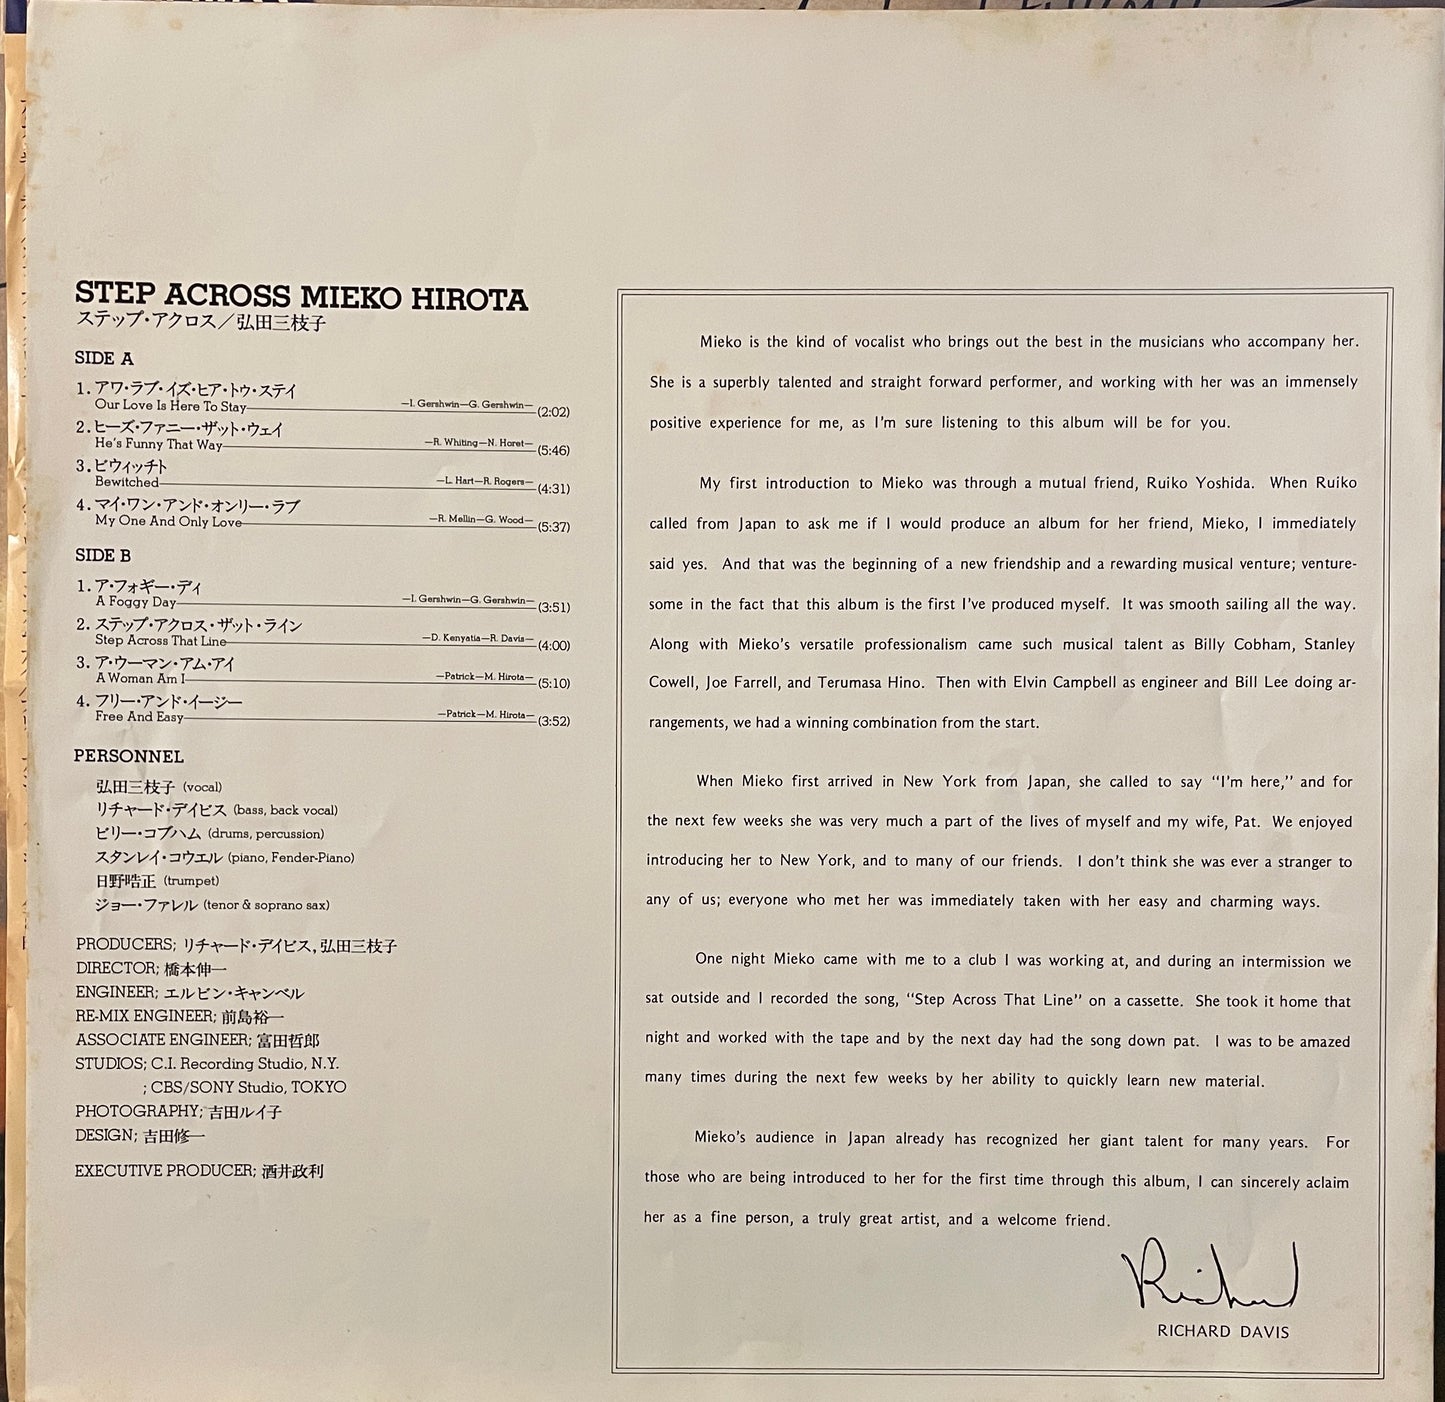 STEP ACROSS MIEKO HIROTA
ステップ・アクロス／弘田三枝子
SIDE A
1. アワ・ラブ・イズ・ヒア・トゥ・ステイ
Our Love Is Here To Stay —I. Gershwin—G. Gershwin— (2:02)
2. ヒーズ・ファニー・ザット・ウェイ
He's Funny That Way —R. Whiting—N. Horet— (5:46)
3. ビウィッチト
Bewitched —L. Hart—R. Rogers— (4:31)
4. マイ・ワン・アンド・オンリー・ラブ
My One And Only Love —R. Mellin—G. Wood— (5:37)
SIDE B
1. ア・フォギー・ディ
A Foggy Day —I. Gershwin—G. Gershwin— (3:51)
2. ステップ・アクロス・ザット・ライン
Step Across That Line —D. Kenyatia—R. Davis— (4:00)
3. ア・ウーマン・アム・アイ
A Woman Am I —Patrick—M. Hirota— (5:10)
4. フリー・アンド・イージー
Free And Easy —Patrick—M. Hirota— (3:52)
PERSONNEL
弘田三枝子 (vocal)
リチャード・デイビス (bass, back vocal)
ビリー・コブハム (drums, percussion)
スタンレイ・コウエル (piano, Fender-Piano)
日野晧正 (trumpet)
ジョー・ファレル (tenor & soprano sax)
PRODUCERS; リチャード・デイビス, 弘田三枝子
DIRECTOR; 橋本伸一
ENGINEER; エルビン・キャンベル
RE-MIX ENGINEER; 前島裕一
ASSOCIATE ENGINEER; 富田哲郎
STUDIOS; C.I. Recording Studio, N.Y.
; CBS/SONY Studio, TOKYO
PHOTOGRAPHY; 吉田ルイ子
DESIGN; 吉田修一
EXECUTIVE PRODUCER; 酒井政利
Mieko is the kind of vocalist who brings out the best in the musicians who accompany her.
She is a superbly talented and straight forward performer, and working with her was an immensely
positive experience for me, as I'm sure listening to this album will be for you.
My first introduction to Mieko was through a mutual friend, Ruiko Yoshida. When Ruiko
called from Japan to ask me if I would produce an album for her friend, Mieko, I immediately
said yes. And that was the beginning of a new friendship and a rewarding musical venture; venture-
some in the fact that this album is the first I've produced myself. It was smooth sailing all the way.
Along with Mieko's versatile professionalism came such musical talent as Billy Cobham, Stanley
Cowell, Joe Farrell, and Terumasa Hino. Then with Elvin Campbell as engineer and Bill Lee doing ar-
rangements, we had a winning combination from the start.
When Mieko first arrived in New York from Japan, she called to say "I'm here," and for
the next few weeks she was very much a part of the lives of myself and my wife, Pat. We enjoyed
introducing her to New York, and to many of our friends. I don't think she was ever a stranger to
any of us; everyone who met her was immediately taken with her easy and charming ways.
One night Mieko came with me to a club I was working at, and during an intermission we
sat outside and I recorded the song, "Step Across That Line" on a cassette. She took it home that
night and worked with the tape and by the next day had the song down pat. I was to be amazed
many times during the next few weeks by her ability to quickly learn new material.
Mieko's audience in Japan already has recognized her giant talent for many years. For
those who are being introduced to her for the first time through this album, I can sincerely aclaim
her as a fine person, a truly great artist, and a welcome friend.
Richard
RICHARD DAVIS